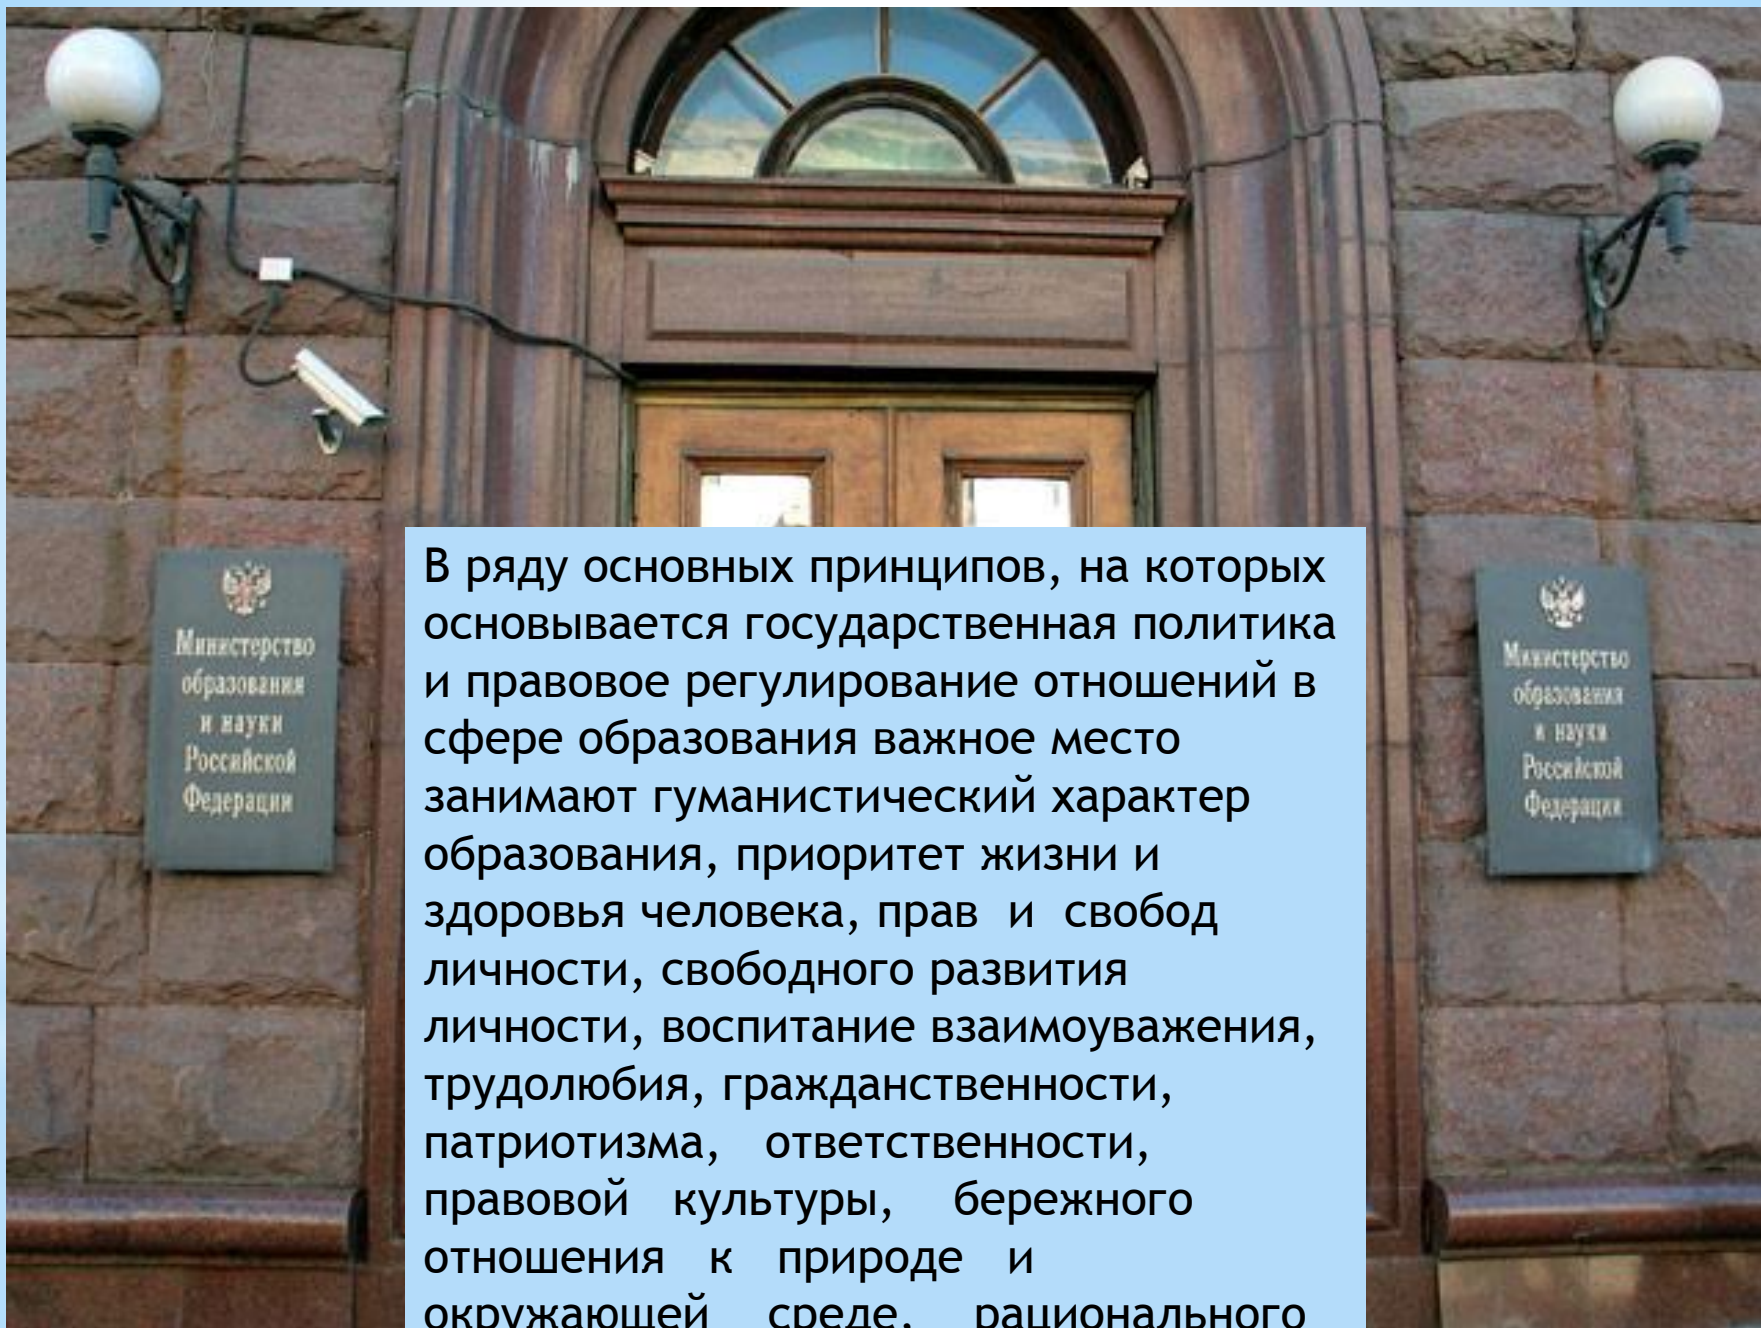 Министерство
образования
и науки
Российской
Федерации
В ряду основных принципов, на которых
основывается государственная политика
и правовое регулирование отношений в
сфере образования важное место
занимают гуманистический характер
образования, приоритет жизни и
здоровья человека, прав и свобод
личности, свободного развития
личности, воспитание взаимоуважения,
трудолюбия, гражданственности,
патриотизма, ответственности,
правовой культуры, бережного
отношения к природе и
окружающей среде, рационального
Министерство
образования
и науки
Российской
Федерации